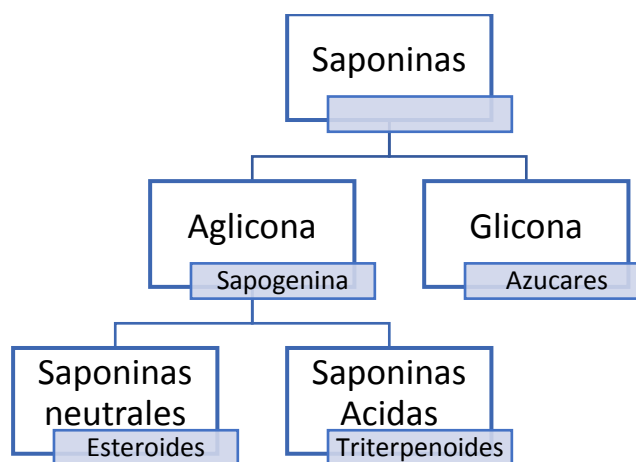 Saponinas
Aglicona
Sapogenina
Glicona
Azucares
Saponinas
neutrales
Esteroides
Saponinas
Acidas
Triterpenoides